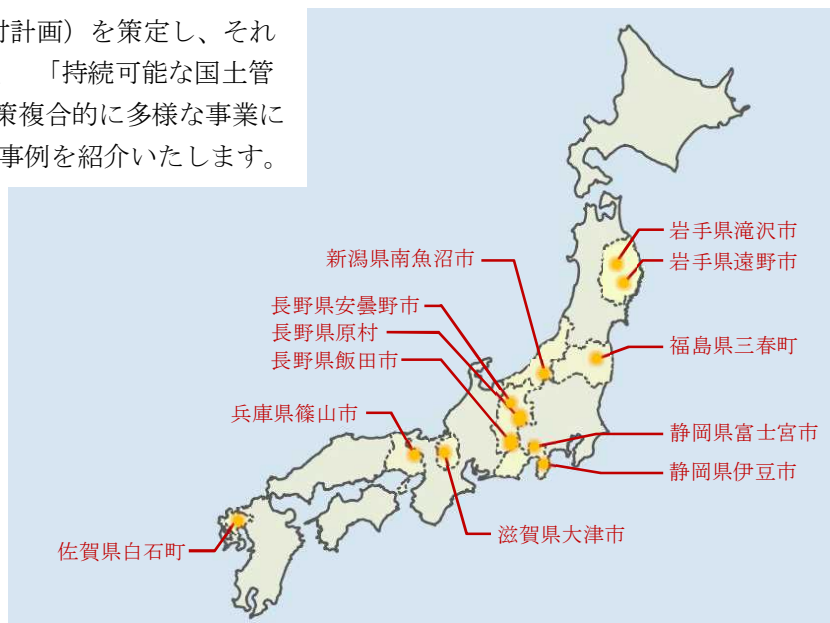 対計画）を策定し、それ
「持続可能な国土管
策複合的に多様な事業に
事例を紹介いたします。
岩手県滝沢市
新潟県南魚沼市
岩手県遠野市
長野県安曇野市
長野県原村
福島県三春町
長野県飯田市
兵庫県篠山市
静岡県富士宮市
静岡県伊豆市
滋賀県大津市
佐賀県白石町